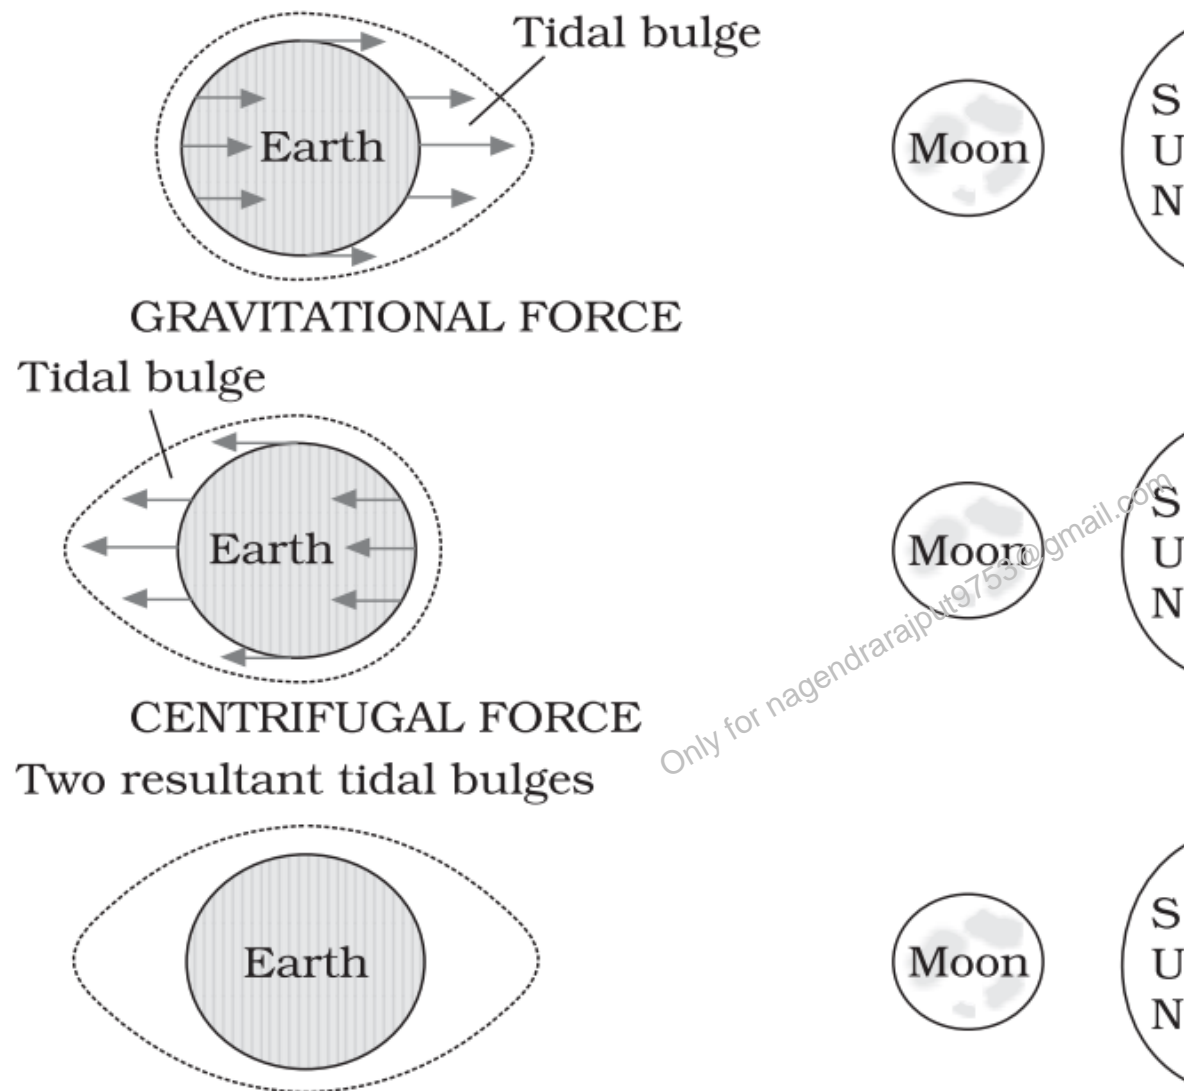 Tidal bulge
Earth
Moon
S
U
N
GRAVITATIONAL FORCE
Tidal bulge
Earth
Moon
S
U
N
Only for nagendrarajput9753@gmail.com
CENTRIFUGAL FORCE
Two resultant tidal bulges
Earth
Moon
S
U
N